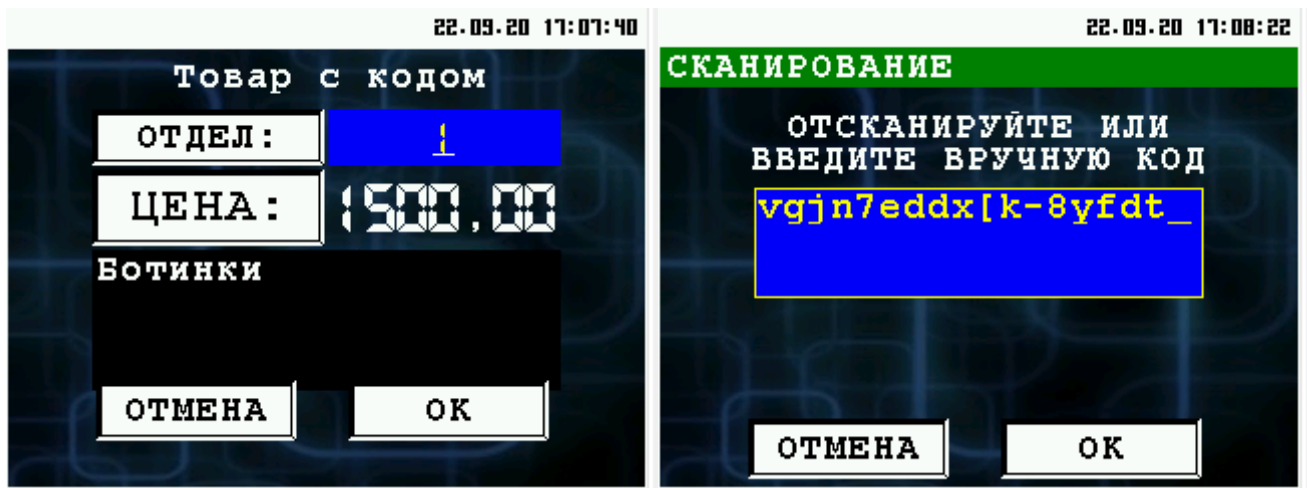 22.09.20 17:07:40
Товар с кодом
ОТДЕЛ: 1
ЦЕНА: 1500,00
Ботинки
ОТМЕНА ОК
22.09.20 17:08:22
СКАНИРОВАНИЕ
ОТСКАНИРУЙТЕ ИЛИ
ВВЕДИТЕ ВРУЧНУЮ КОД
vgjn7eddx[k-8yfdt_
ОТМЕНА ОК